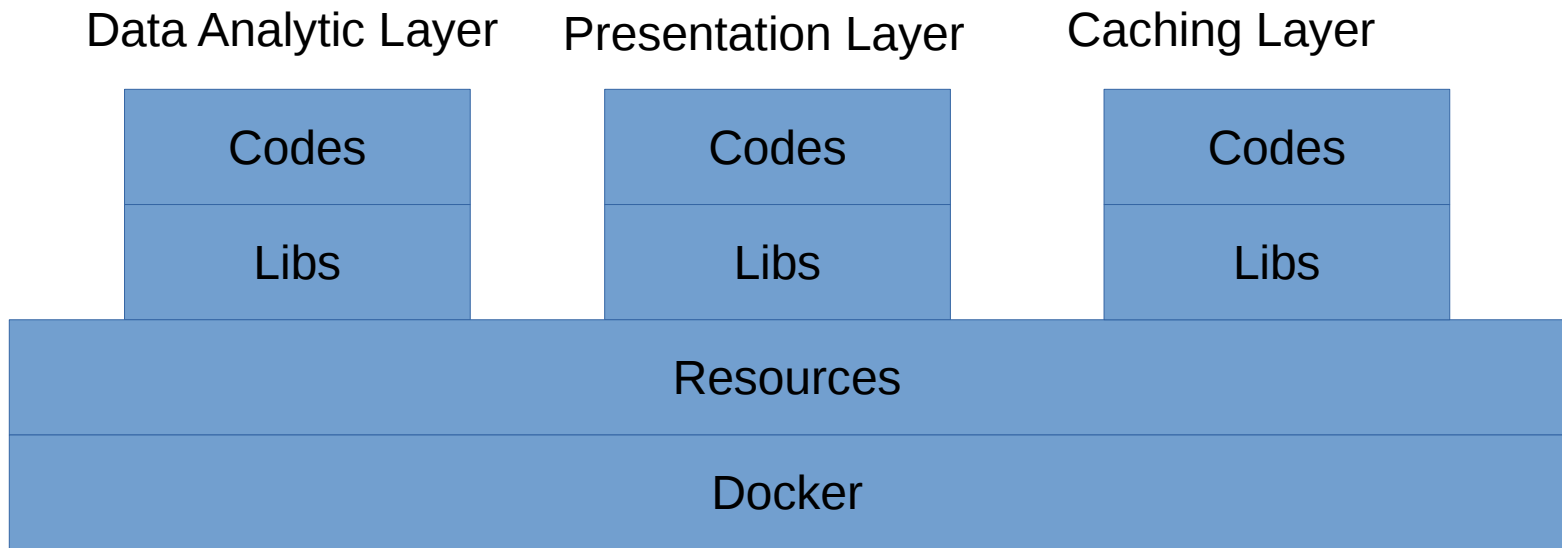 Data Analytic Layer
Presentation Layer
Caching Layer
Codes
Codes
Codes
Libs
Libs
Libs
Resources
Docker